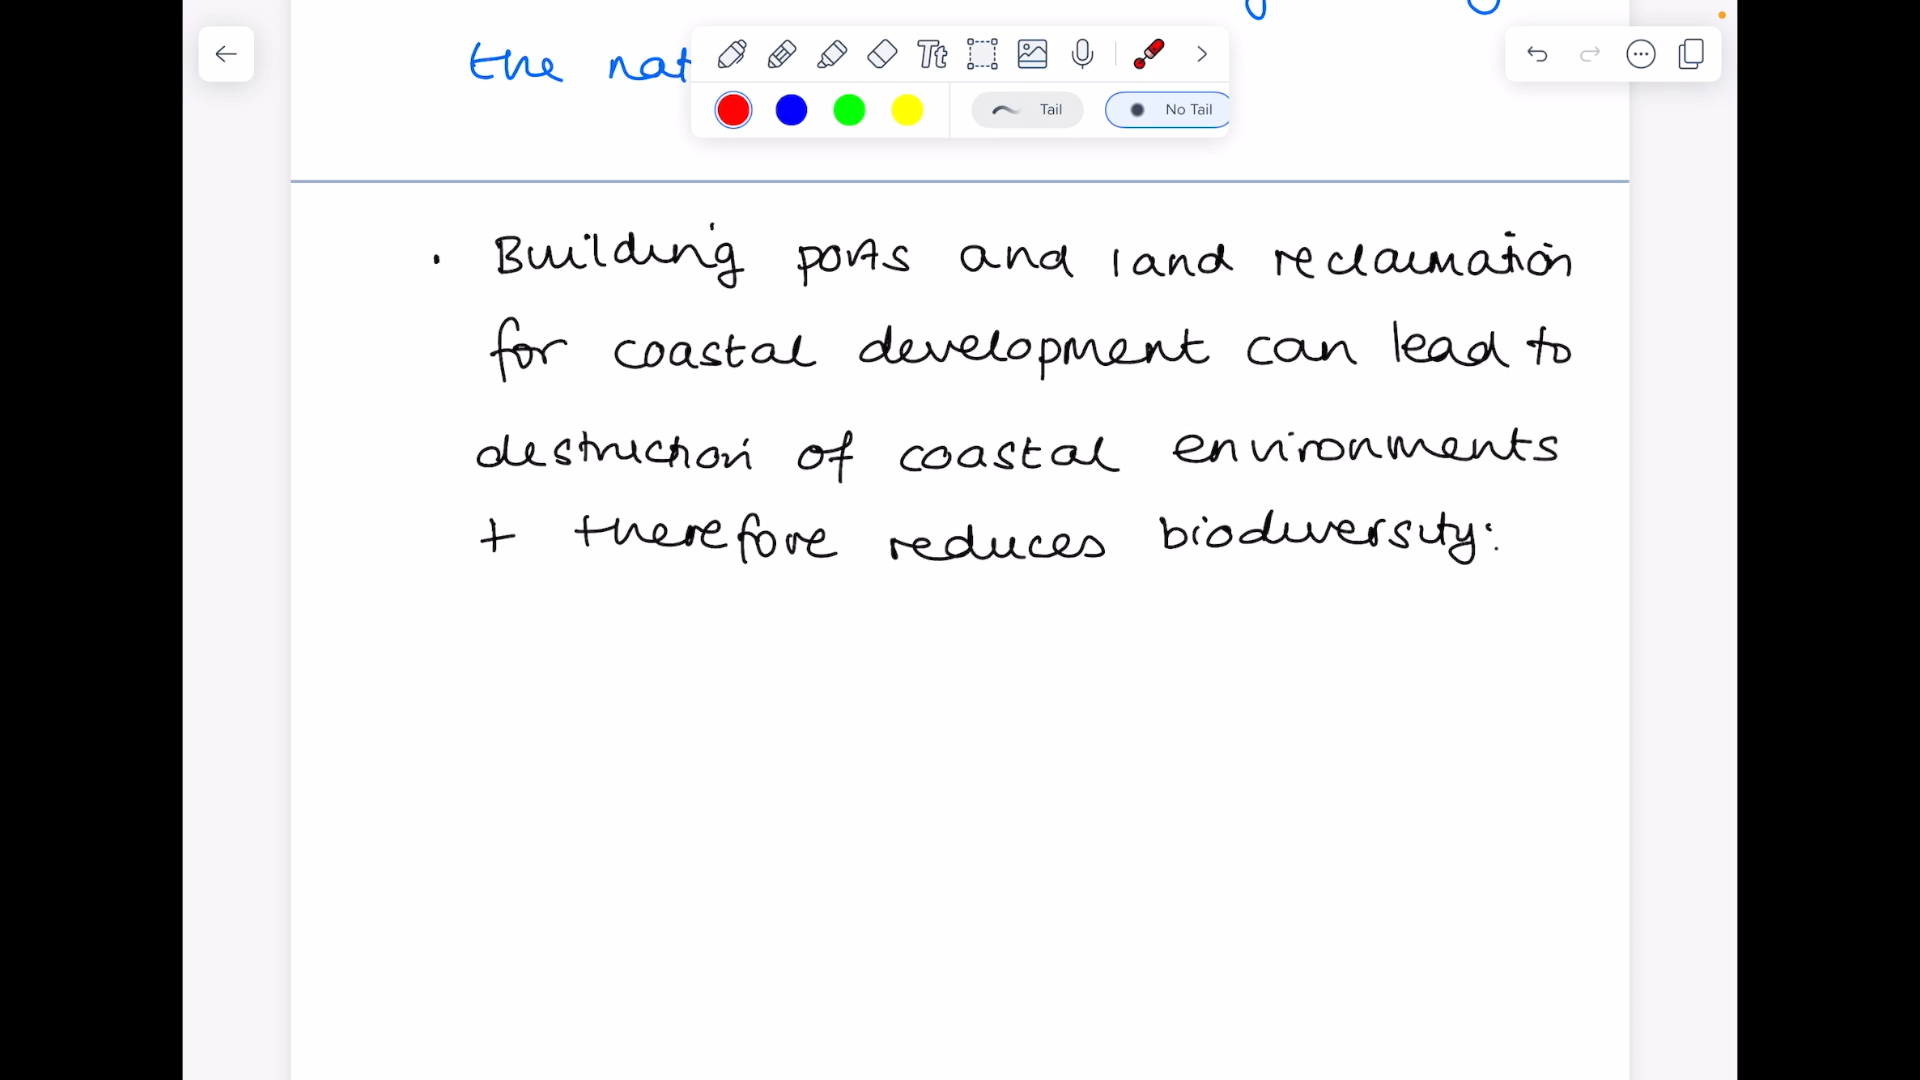 the nat
Tail
No Tail
• Building ports and land reclamation
for coastal development can lead to
destruction of coastal environments
+ therefore reduces biodiversity: